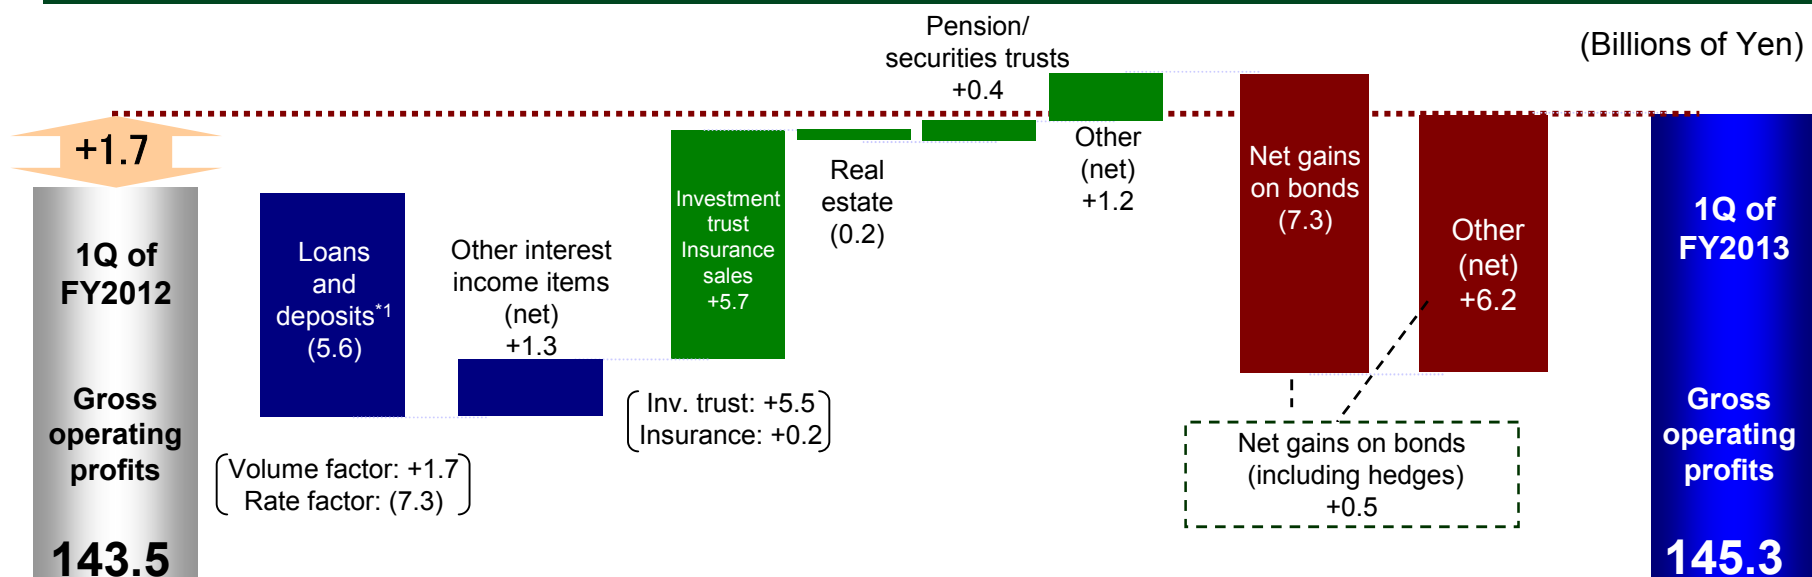 (Billions of Yen)
+1.7
1Q of
FY2012
Gross
operating
profits
143.5
Loans
and
deposits*1
(5.6)
(Volume factor: +1.7
Rate factor: (7.3))
Other interest
income items
(net)
+1.3
Investment
trust
Insurance
sales
+5.7
(Inv. trust: +5.5
Insurance: +0.2)
Real
estate
(0.2)
Pension/
securities trusts
+0.4
Other
(net)
+1.2
Net gains
on bonds
(7.3)
Other
(net)
+6.2
Net gains on bonds
(including hedges)
+0.5
1Q of
FY2013
Gross
operating
profits
145.3